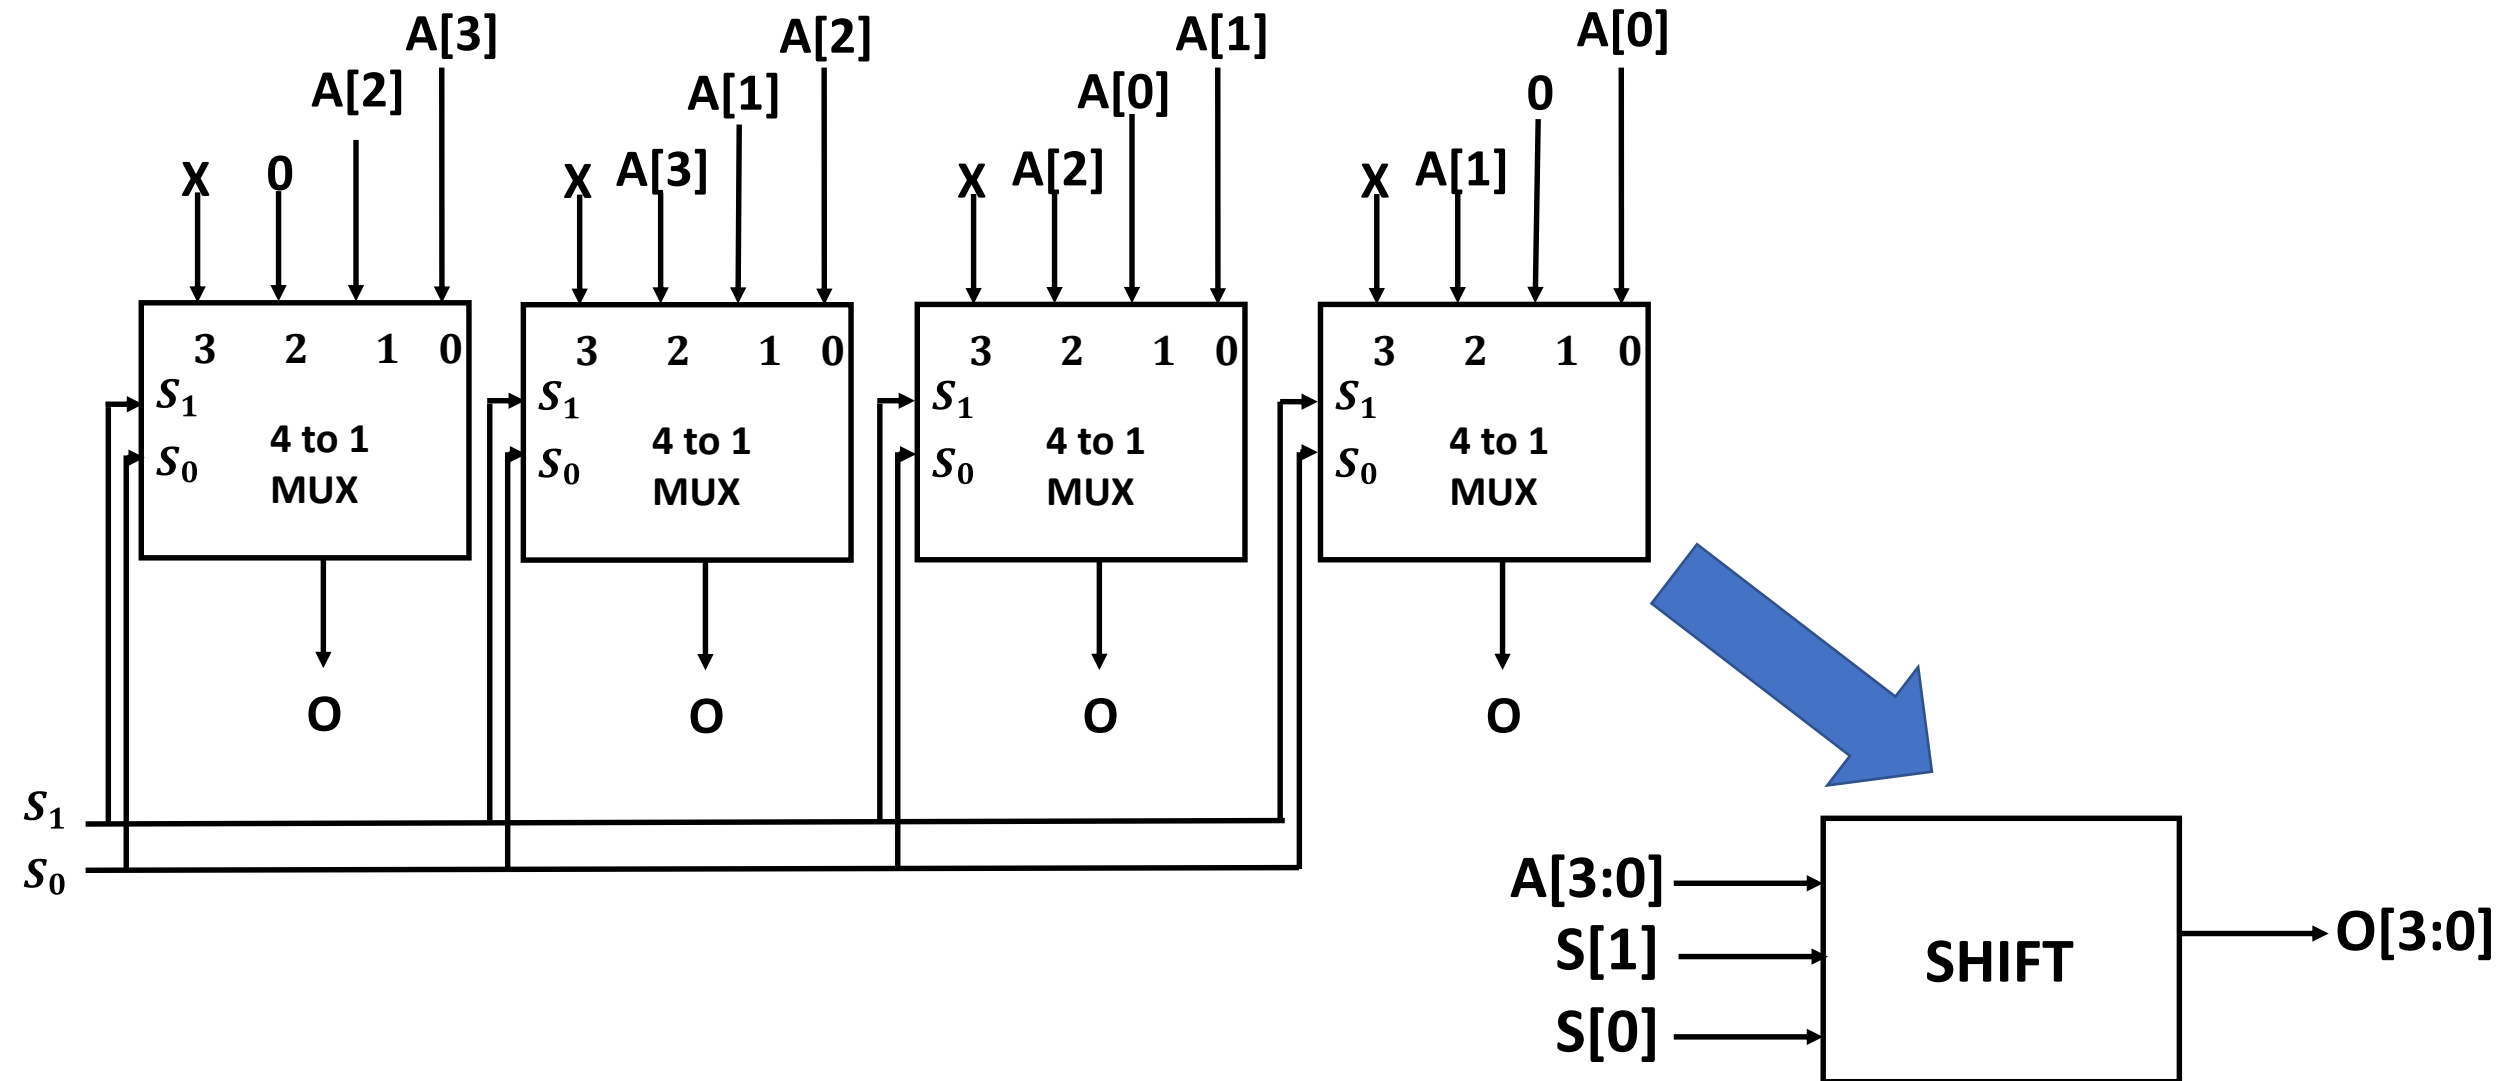 A[3] A[2] A[1] A[0]
A[2] A[1] A[0] 0
X 0 X A[3] X A[2] X A[1]
3 2 1 0 3 2 1 0 3 2 1 0 3 2 1 0
S₁ S₁ S₁ S₁
4 to 1 4 to 1 4 to 1 4 to 1
S₀ S₀ S₀ S₀
MUX MUX MUX MUX
O O O O
S₁
S₀
A[3:0]
S[1]
S[0]
SHIFT
O[3:0]